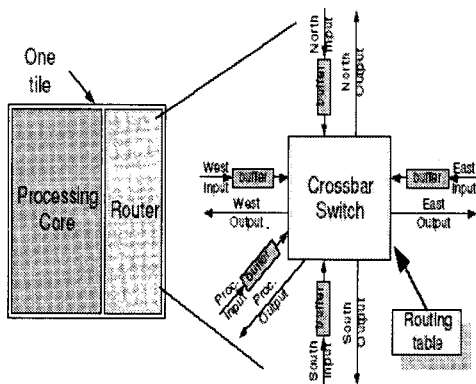 One
tile
Processing
Core
Router
North
Input
North
Output
buffer
West
Input
buffer
West
Output
Crossbar
Switch
buffer
East
Input
East
Output
Proc.
Input
buffer
Proc.
Output
South
Input
buffer
South
Output
Routing
table